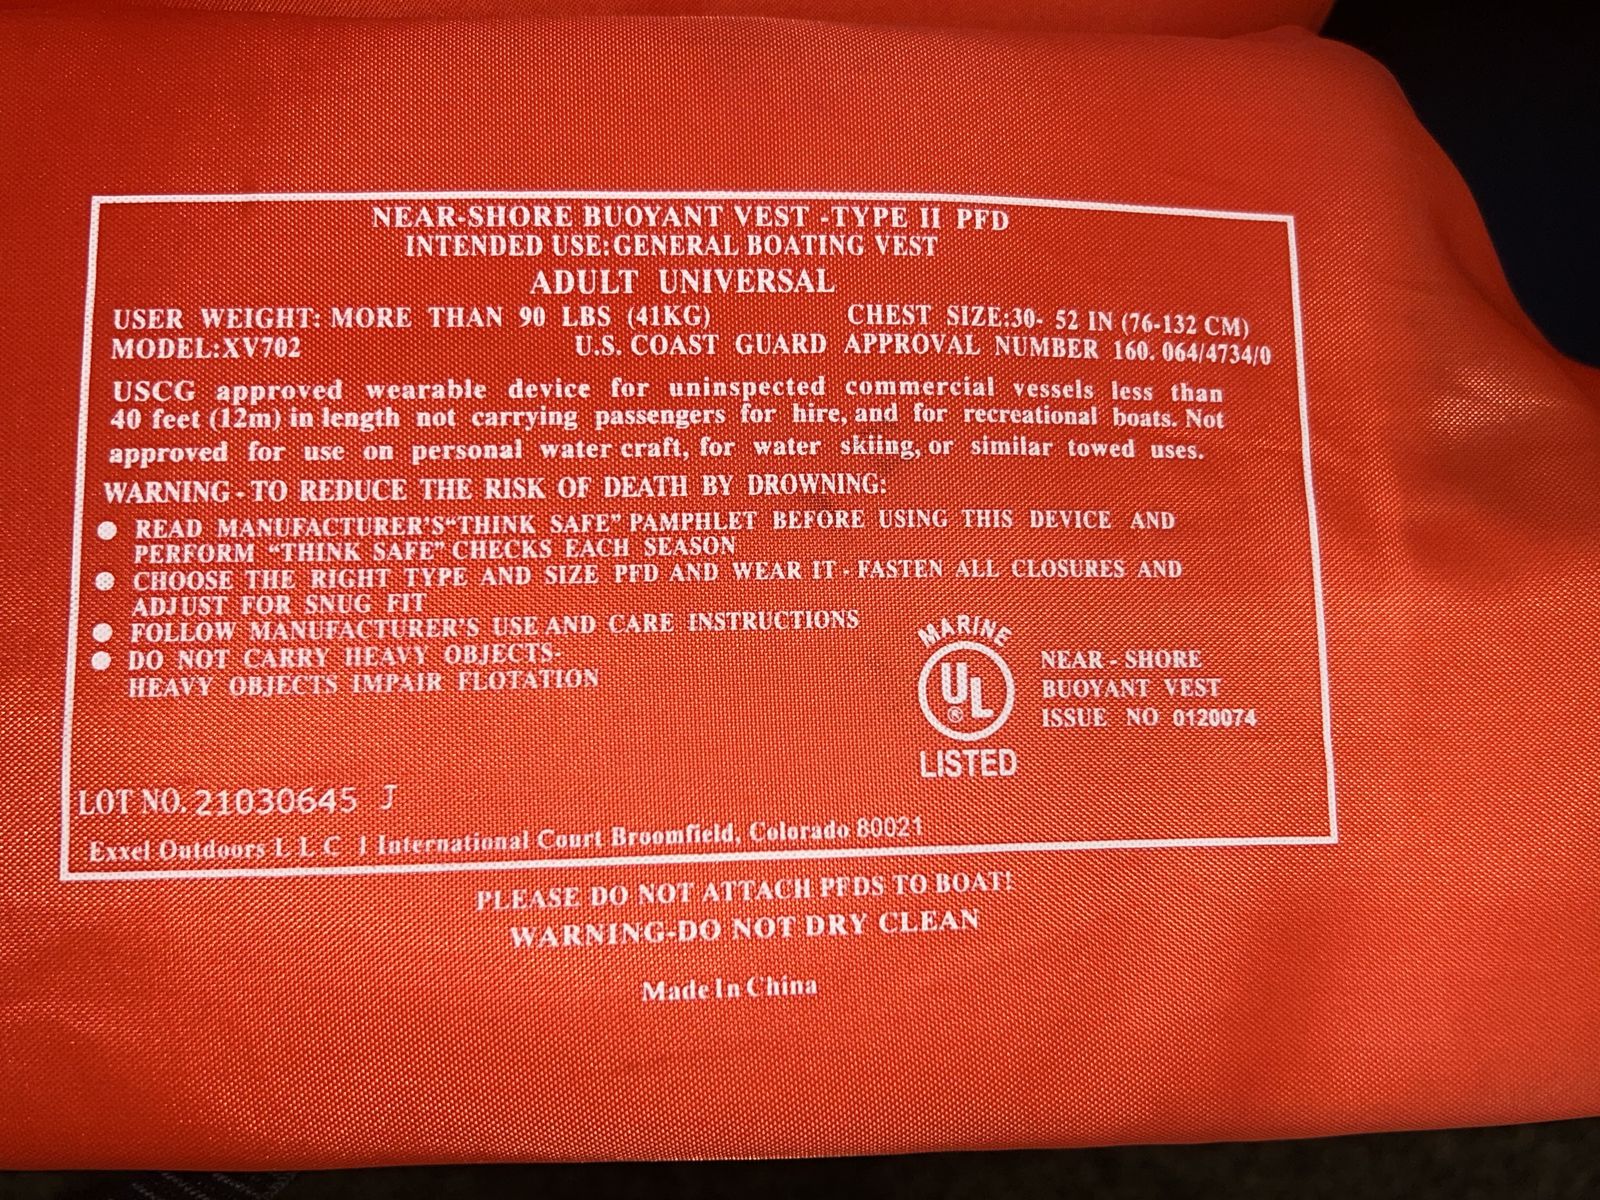 NEAR-SHORE BUOYANT VEST -TYPE II PFD
INTENDED USE:GENERAL BOATING VEST
ADULT UNIVERSAL
USER WEIGHT: MORE THAN 90 LBS (41KG) CHEST SIZE:30- 52 IN (76-132 CM)
MODEL:XV702 U.S. COAST GUARD APPROVAL NUMBER 160. 064/4734/0
USCG approved wearable device for uninspected commercial vessels less than
40 feet (12m) in length not carrying passengers for hire, and for recreational boats. Not
approved for use on personal water craft, for water skiing, or similar towed uses.
WARNING - TO REDUCE THE RISK OF DEATH BY DROWNING:
● READ MANUFACTURER'S "THINK SAFE" PAMPHLET BEFORE USING THIS DEVICE AND
PERFORM "THINK SAFE" CHECKS EACH SEASON
● CHOOSE THE RIGHT TYPE AND SIZE PFD AND WEAR IT - FASTEN ALL CLOSURES AND
ADJUST FOR SNUG FIT
● FOLLOW MANUFACTURER'S USE AND CARE INSTRUCTIONS
● DO NOT CARRY HEAVY OBJECTS-
HEAVY OBJECTS IMPAIR FLOTATION
MARINE
UL ®
LISTED
NEAR - SHORE
BUOYANT VEST
ISSUE NO 0120074
LOT NO. 21030645 J
Exxel Outdoors L L C 1 International Court Broomfield, Colorado 80021
PLEASE DO NOT ATTACH PFDS TO BOAT!
WARNING-DO NOT DRY CLEAN
Made In China